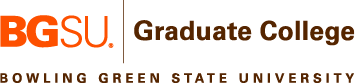 BGSU. Graduate College
BOWLING GREEN STATE UNIVERSITY